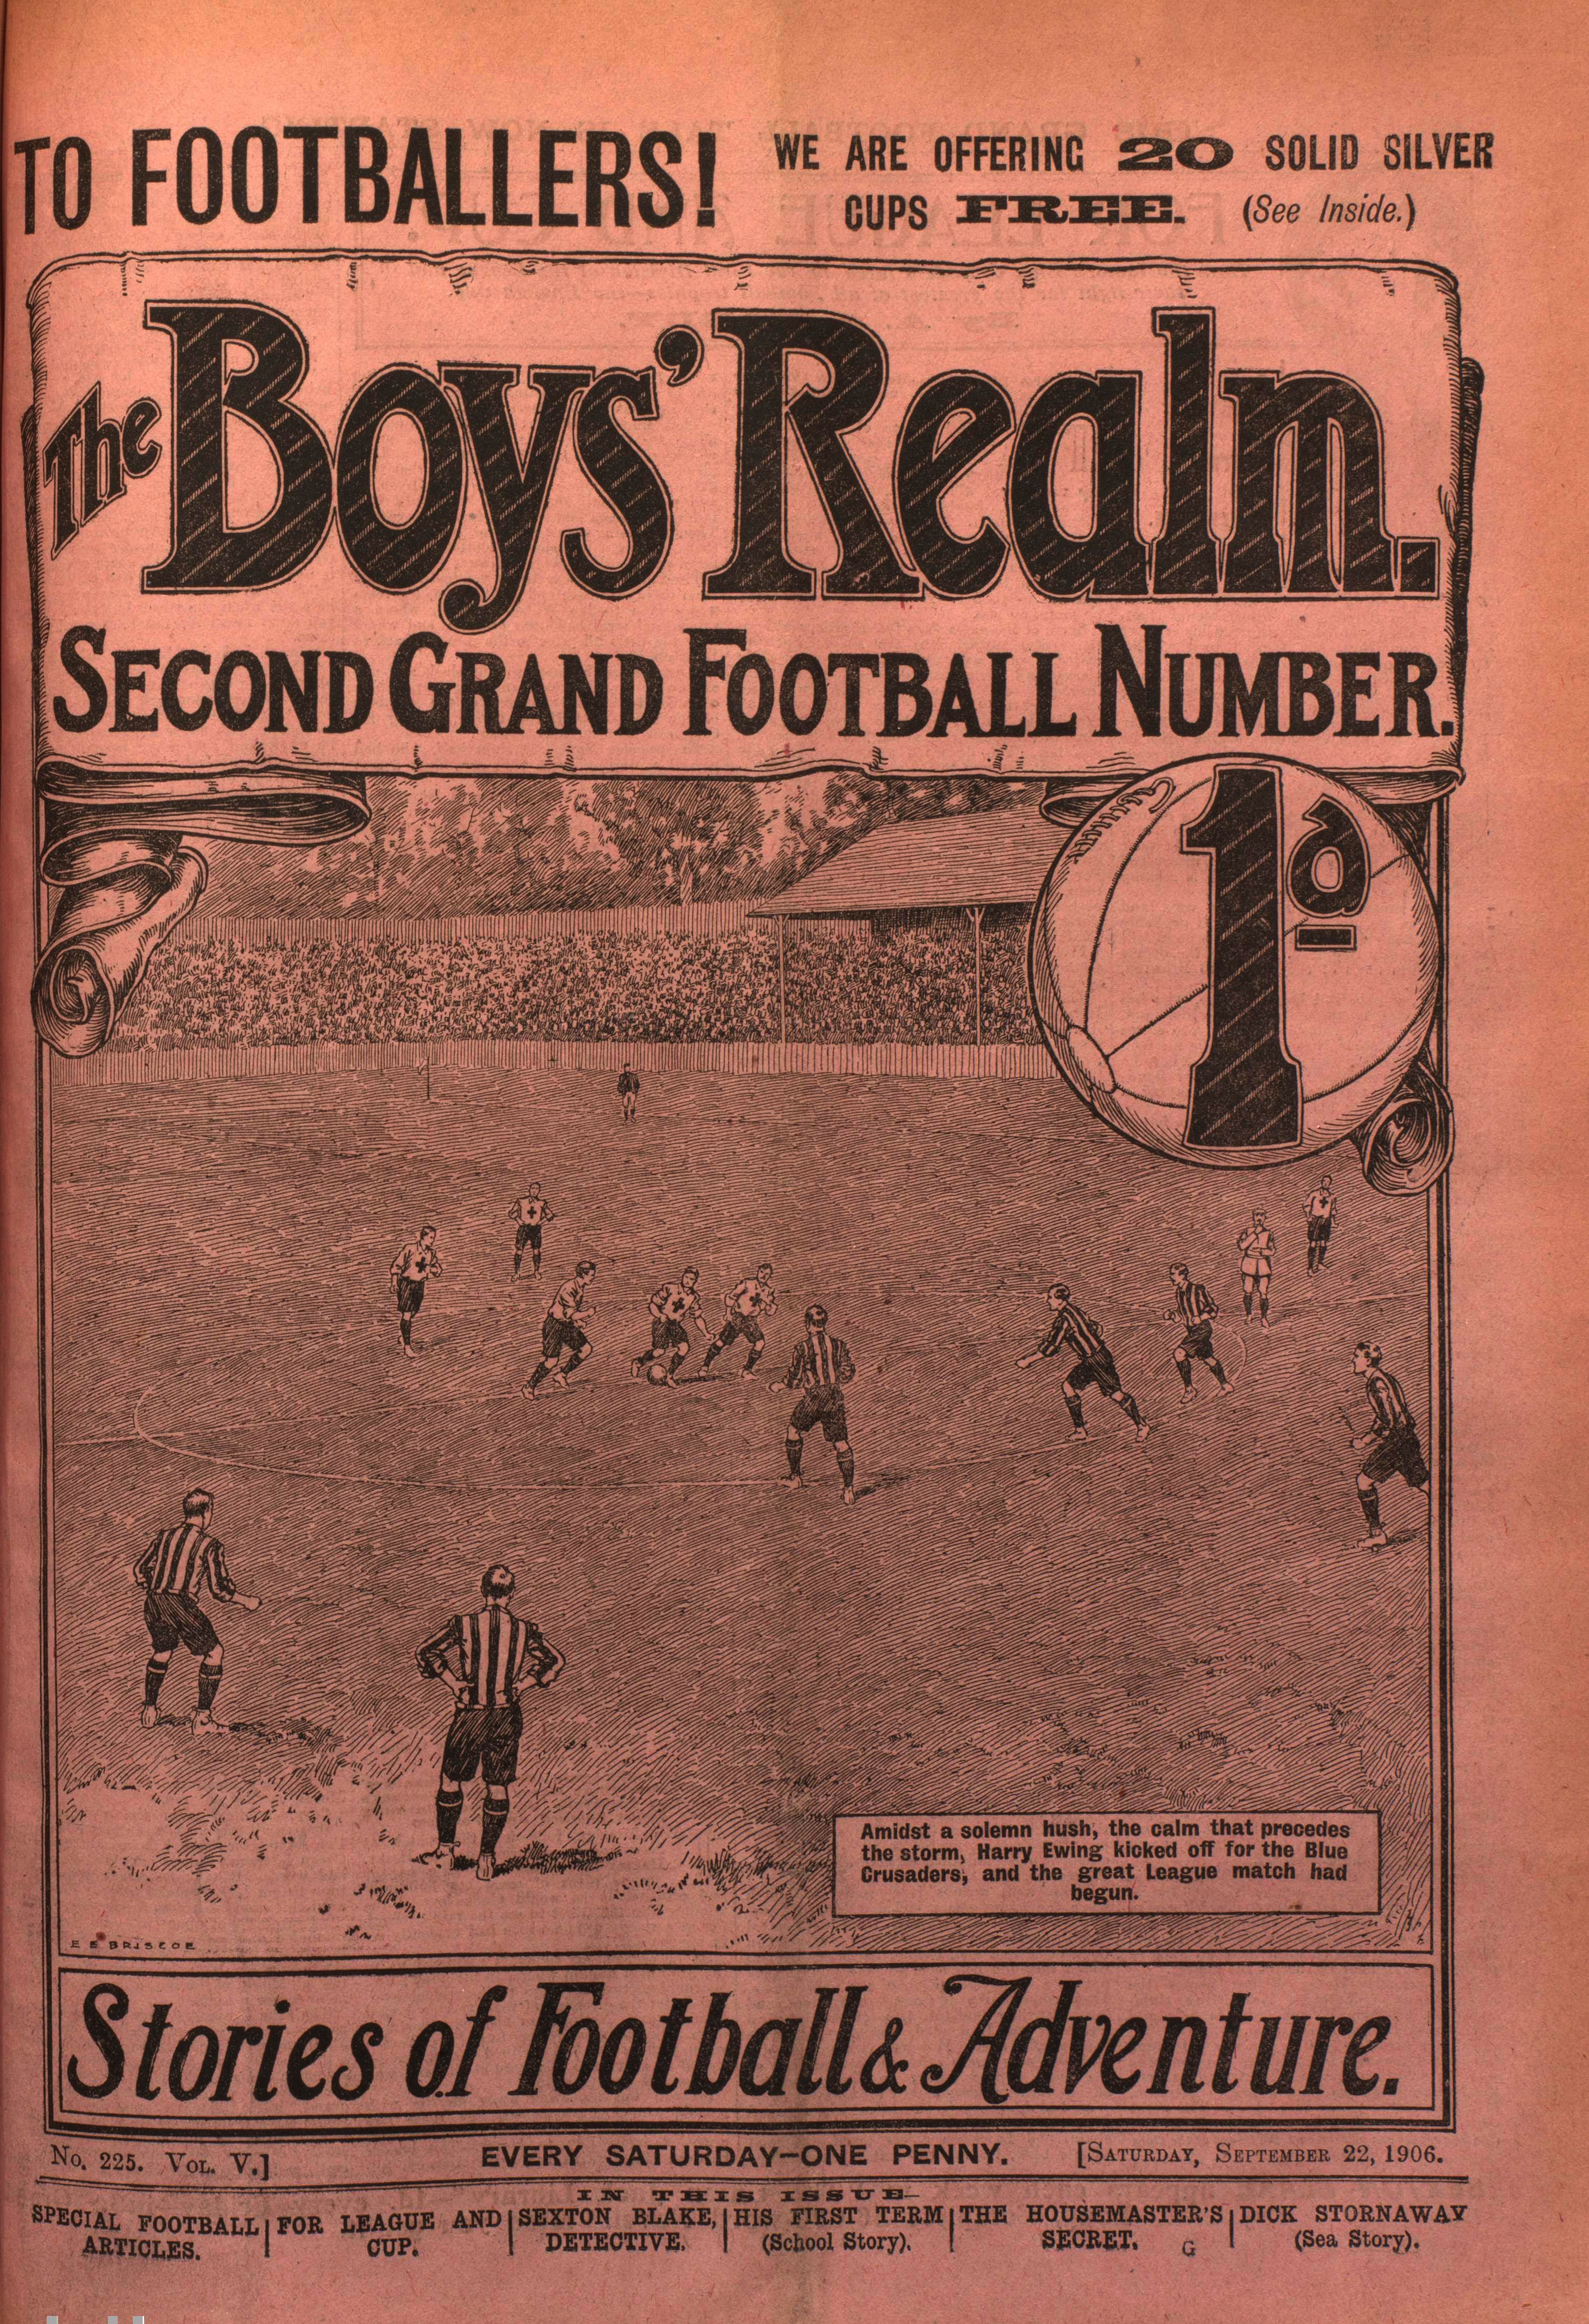 TO FOOTBALLERS!
WE ARE OFFERING 20 SOLID SILVER
CUPS FREE. (See Inside.)
The Boys' Realm.
SECOND GRAND FOOTBALL NUMBER.
1d
Amidst a solemn hush, the calm that precedes
the storm, Harry Ewing kicked off for the Blue
Crusaders, and the great League match had
begun.
E E BRISCOE
Stories of Football & Adventure.
No. 225. VOL. V.]
EVERY SATURDAY—ONE PENNY.
[SATURDAY, SEPTEMBER 22, 1906.
IN THIS ISSUE—
SPECIAL FOOTBALL
ARTICLES.
FOR LEAGUE AND
CUP.
SEXTON BLAKE,
DETECTIVE.
HIS FIRST TERM
(School Story).
THE HOUSEMASTER'S
SECRET.
G
DICK STORNAWAY
(Sea Story).